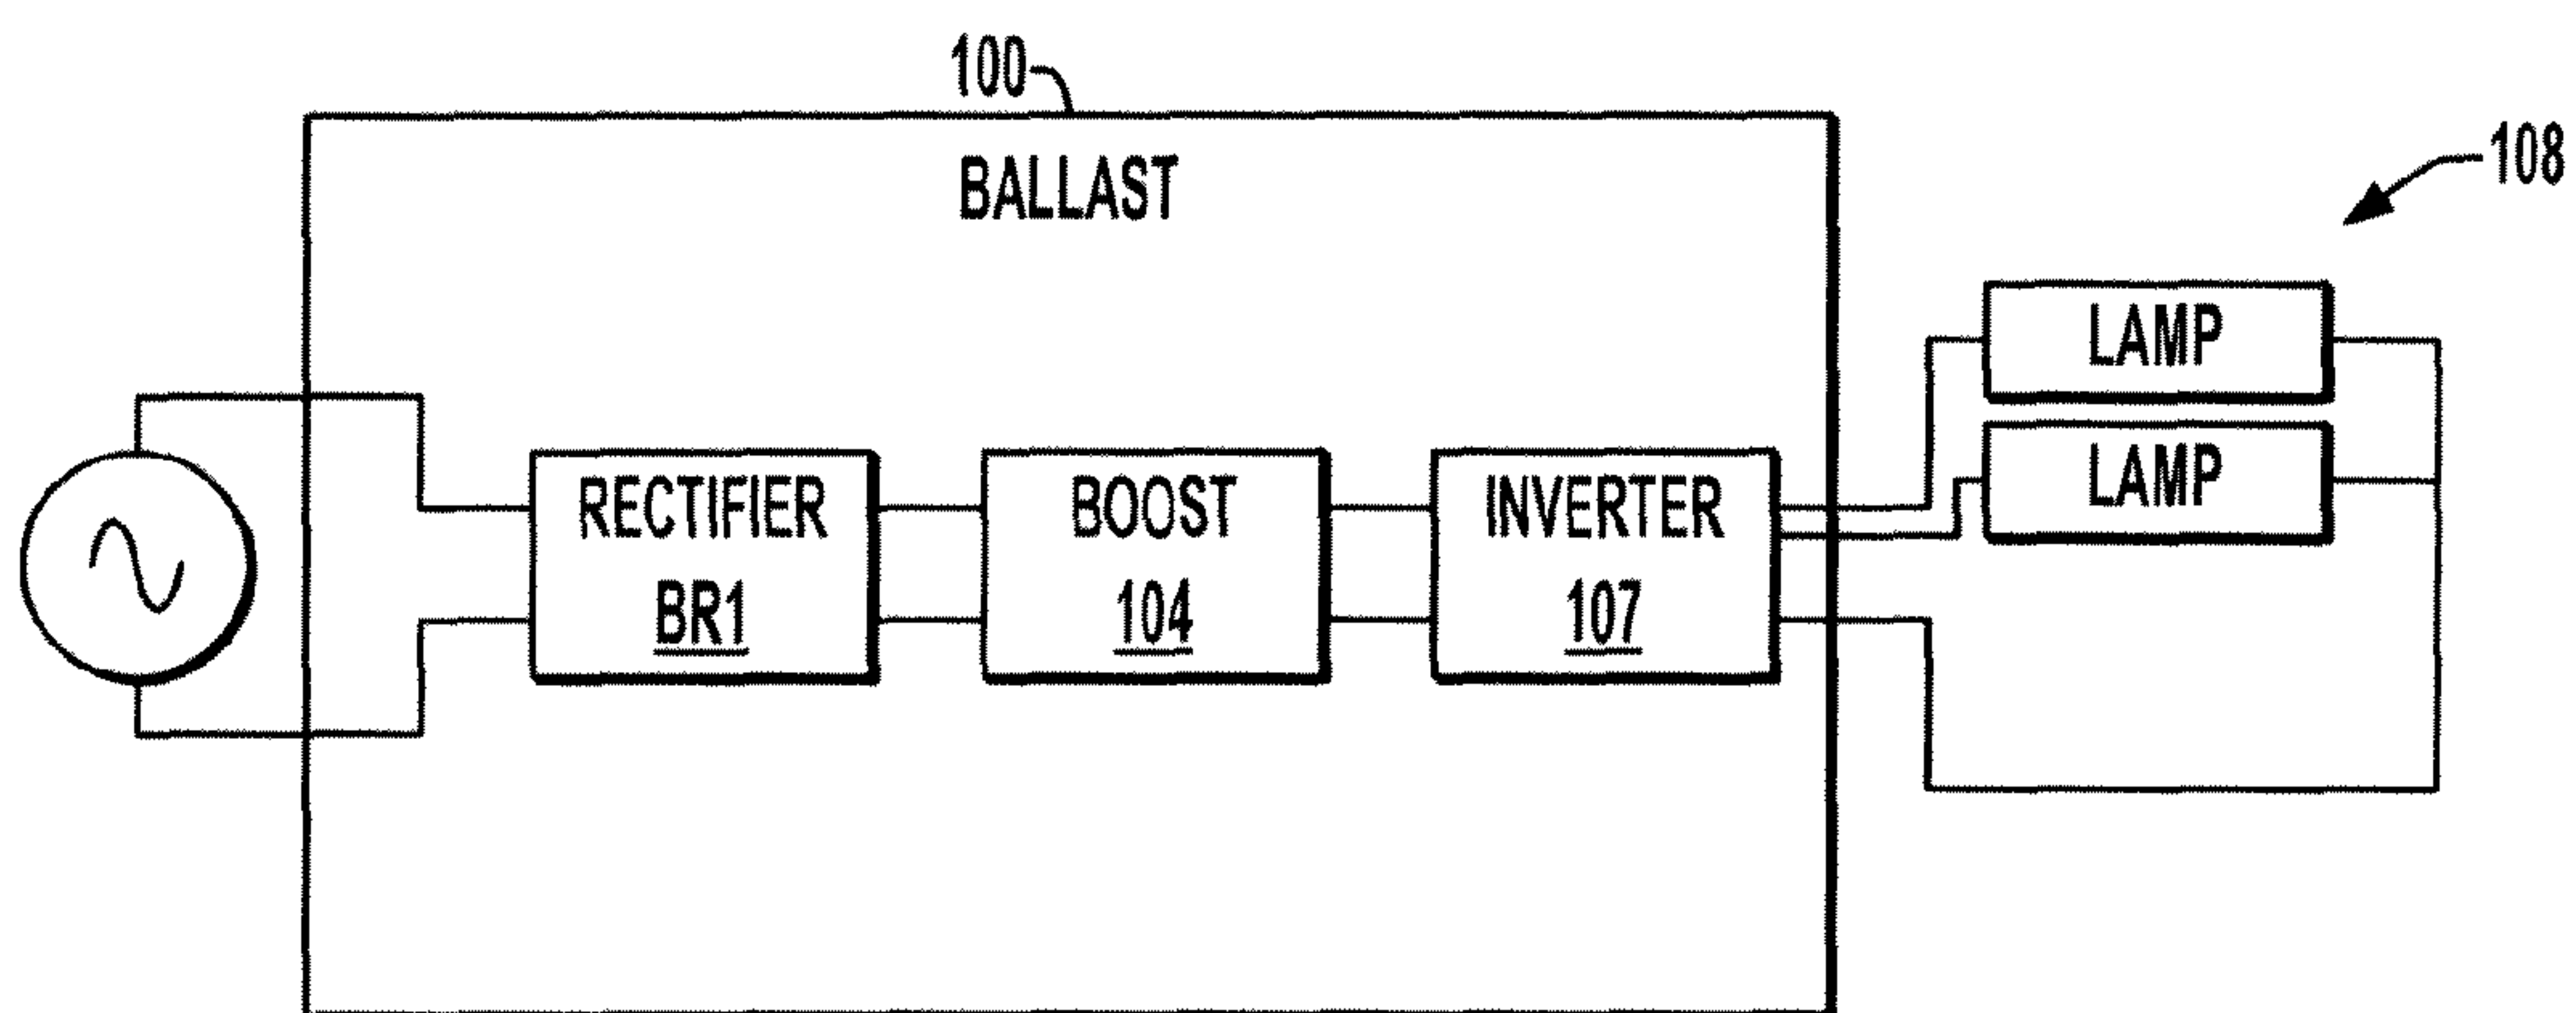 100
BALLAST
108
LAMP
LAMP
RECTIFIER
BR1
BOOST
104
INVERTER
107